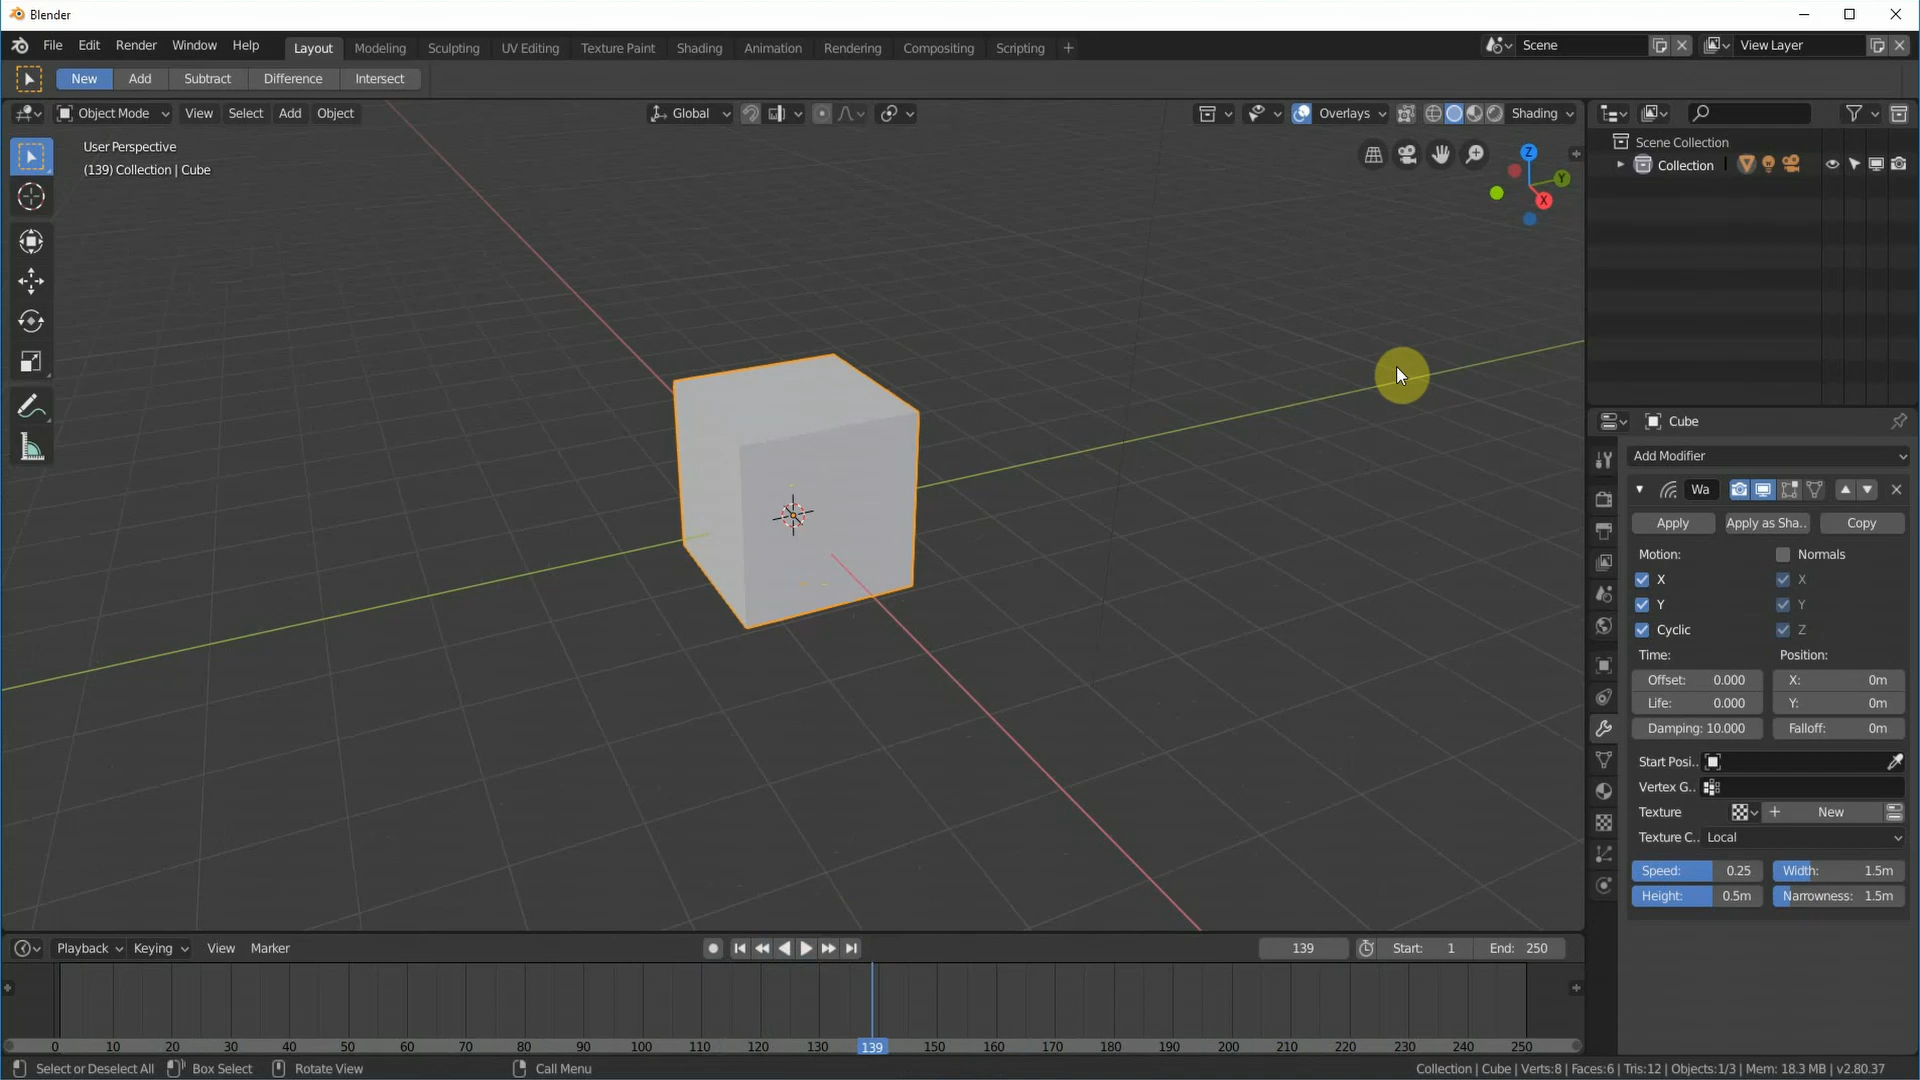 Blender
File Edit Render Window Help Layout Modeling Sculpting UV Editing Texture Paint Shading Animation Rendering Compositing Scripting + Scene View Layer
New Add Subtract Difference Intersect
Object Mode View Select Add Object Global Overlays Shading
User Perspective
(139) Collection | Cube
Z
Y
X
Scene Collection
Collection
Cube
Add Modifier
Wa
Apply Apply as Sha.. Copy
Motion: Normals
X X
Y Y
Cyclic Z
Time: Position:
Offset: 0.000 X: 0m
Life: 0.000 Y: 0m
Damping: 10.000 Falloff: 0m
Start Posi..
Vertex G..
Texture + New
Texture C.. Local
Speed: 0.25 Width: 1.5m
Height: 0.5m Narrowness: 1.5m
Playback Keying View Marker 139 Start: 1 End: 250
0 10 20 30 40 50 60 70 80 90 100 110 120 130 139 150 160 170 180 190 200 210 220 230 240 250
Select or Deselect All Box Select Rotate View Call Menu Collection | Cube | Verts:8 | Faces:6 | Tris:12 | Objects:1/3 | Mem: 18.3 MB | v2.80.37